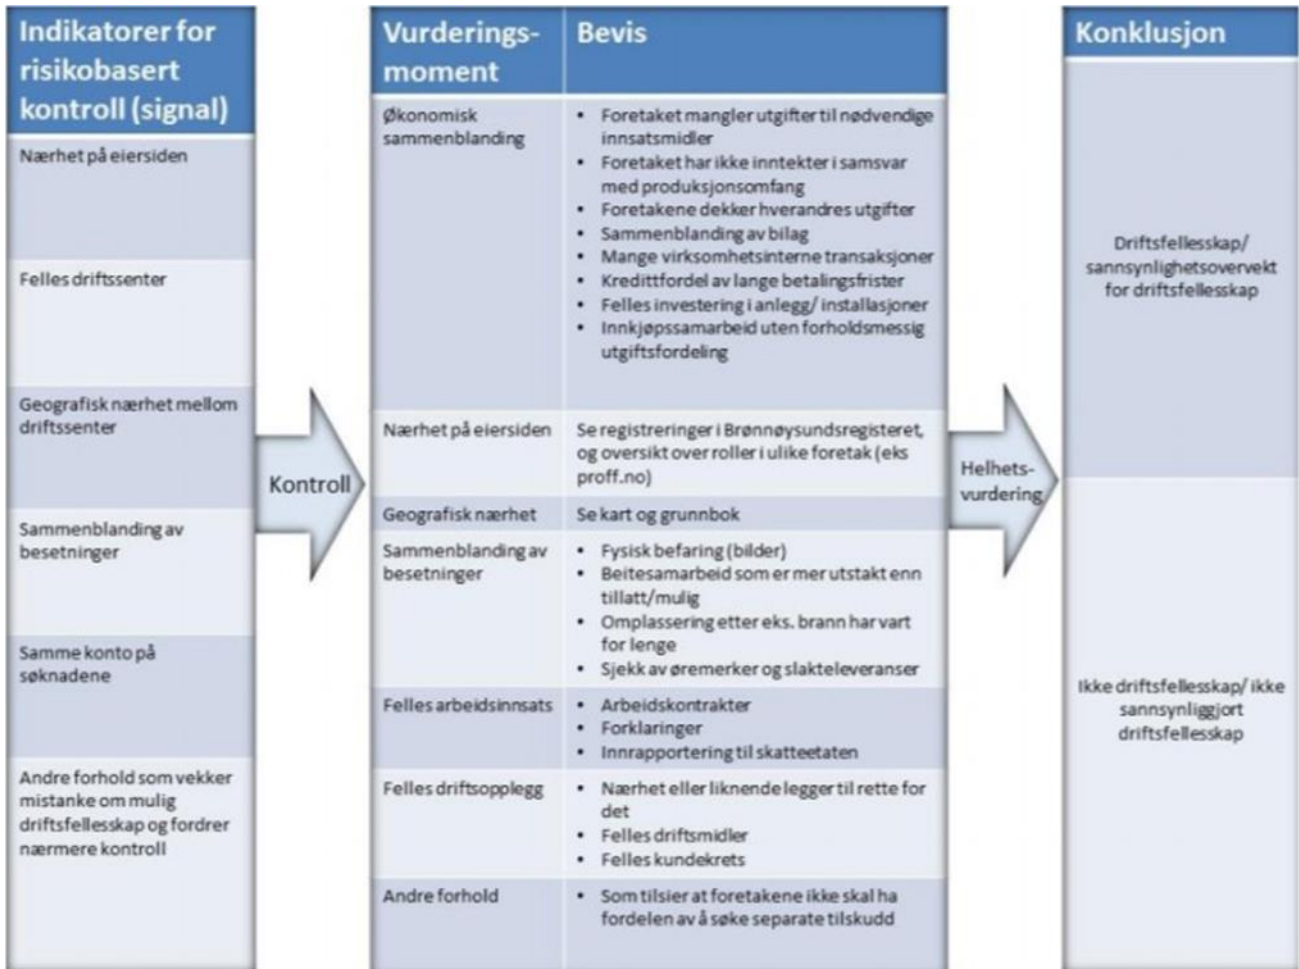 Indikatorer for
risikobasert
kontroll (signal)
Nærhet på eiersiden
Felles driftssenter
Geografisk nærhet mellom
driftssenter
Sammenblanding av
besetninger
Samme konto på
søknadene
Andre forhold som vekker
mistanke om mulig
driftsfellesskap og fordrer
nærmere kontroll
Kontroll
Vurderings-
moment
Bevis
Økonomisk
sammenblanding
• Foretaket mangler utgifter til nødvendige
innsatsmidler
• Foretaket har ikke inntekter i samsvar
med produksjonsomfang
• Foretakene dekker hverandres utgifter
• Sammenblanding av bilag
• Mange virksomhetsinterne transaksjoner
• Kredittfordel av lange betalingsfrister
• Felles investering i anlegg/ installasjoner
• Innkjøpssamarbeid uten forholdsmessig
utgiftsfordeling
Nærhet på eiersiden
Se registreringer i Brønnøysundsregisteret,
og oversikt over roller i ulike foretak (eks
proff.no)
Geografisk nærhet
Se kart og grunnbok
Sammenblanding av
besetninger
• Fysisk befaring (bilder)
• Beitesamarbeid som er mer utstakt enn
tillatt/mulig
• Omplassering etter eks. brann har vart
for lenge
• Sjekk av øremerker og slakteleveranser
Felles arbeidsinnsats
• Arbeidskontrakter
• Forklaringer
• Innrapportering til skatteetaten
Felles driftsopplegg
• Nærhet eller liknende legger til rette for
det
• Felles driftsmidler
• Felles kundekrets
Andre forhold
• Som tilsier at foretakene ikke skal ha
fordelen av å søke separate tilskudd
Helhets-
vurdering
Konklusjon
Driftsfellesskap/
sannsynlighetsovervekt
for driftsfellesskap
Ikke driftsfellesskap/ ikke
sannsynliggjort
driftsfellesskap